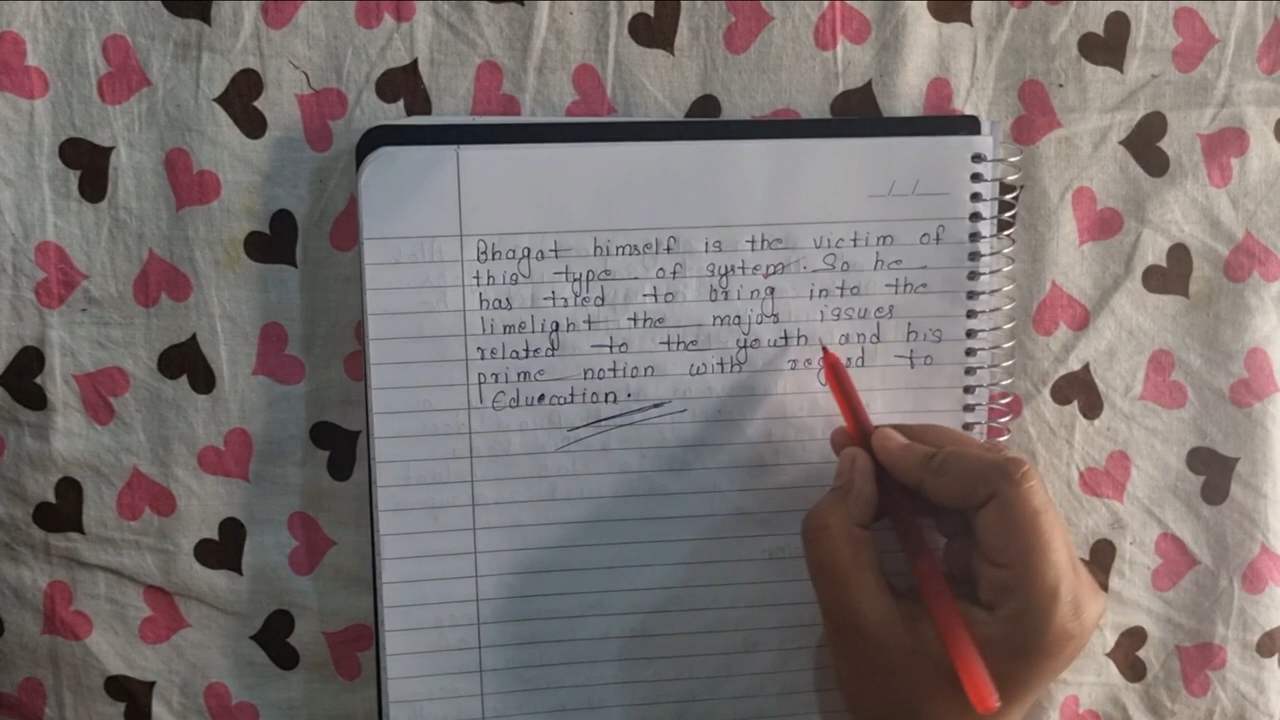 _/_/_
Bhagat himself is the victim of
this type of system. So he
has tried to bring into the
limelight the major issues
related to the youth and his
prime notion with regard to
Eduecation.